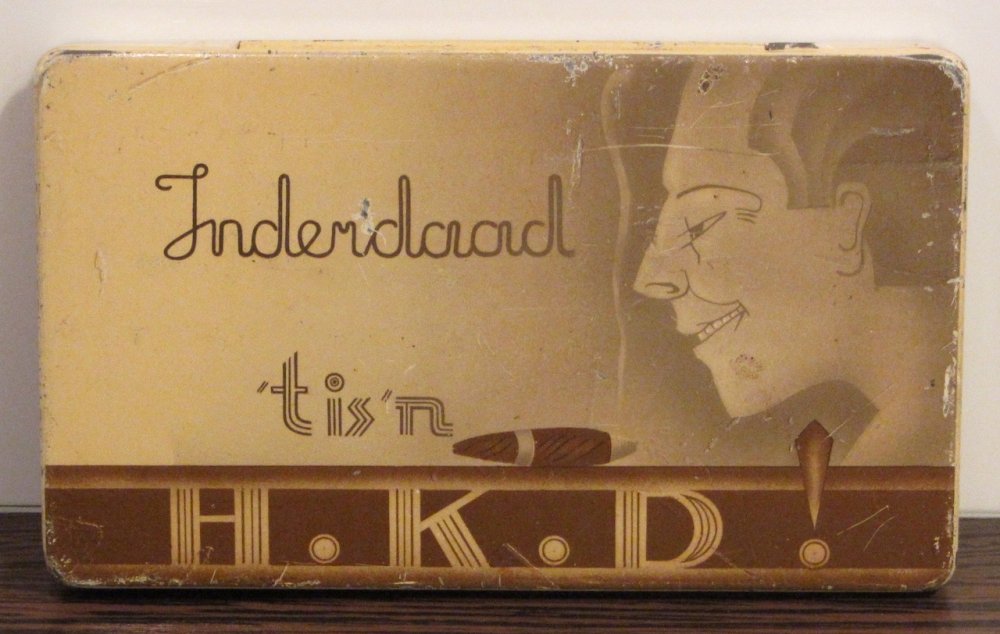 Inderdaad
'tis 'n
H.K.D!